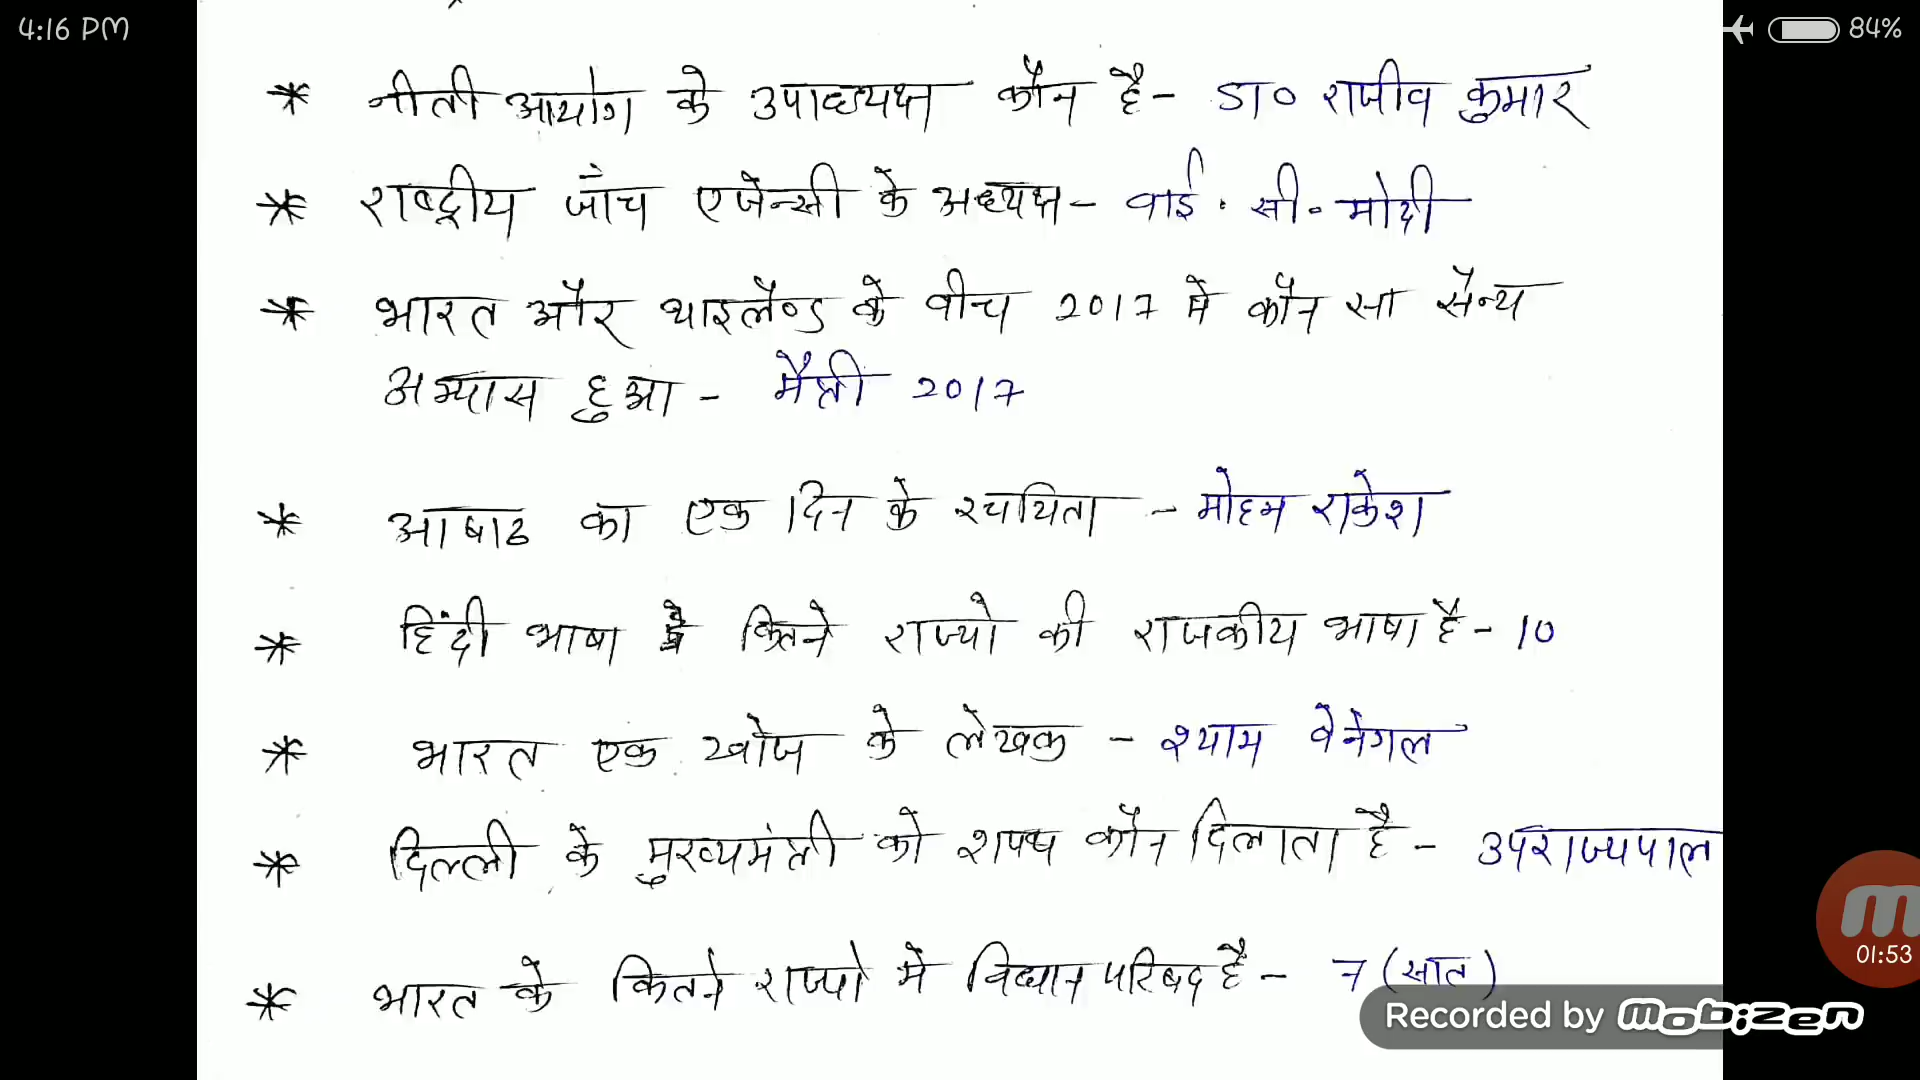 4:16 PM
84%
* नीती आयोग के उपाध्यक्ष कौन है - डा० राजीव कुमार
* राष्ट्रीय जाँच एजेन्सी के अध्यक्ष - वाई. सी. मोदी
* भारत और थाइलैण्ड के वीच 2017 मे कौन सा सैन्य
अभ्यास हुआ - मैत्री 2017
* आषाढ का एक दिन के रचयिता - मोहन राकेश
* हिंदी भाषा कितने राज्यो की राजकीय भाषा है - 10
* भारत एक खोज के लेखक - श्याम वेनेगल
* दिल्ली के मुख्यमंत्री को शपथ कौन दिलाता है - उपराज्यपाल
* भारत के कितने राज्यो मे विधान परिषद है - 7 (सात)
01:53
Recorded by mobizen